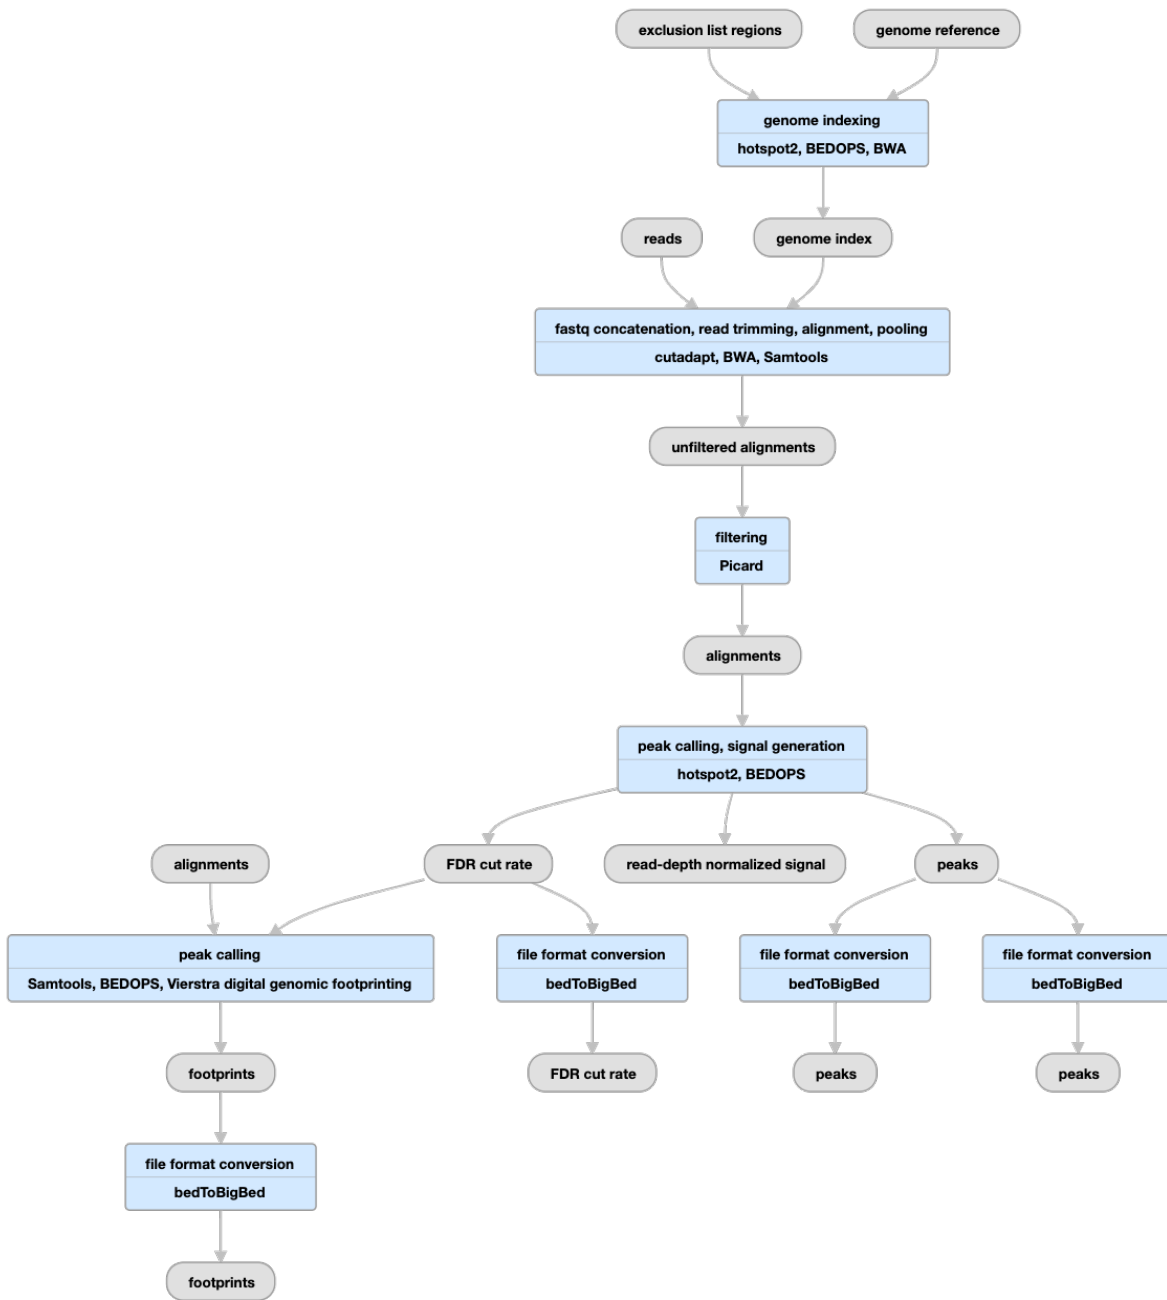 exclusion list regions
genome reference
genome indexing
hotspot2, BEDOPS, BWA
reads
genome index
fastq concatenation, read trimming, alignment, pooling
cutadapt, BWA, Samtools
unfiltered alignments
filtering
Picard
alignments
peak calling, signal generation
hotspot2, BEDOPS
alignments
FDR cut rate
read-depth normalized signal
peaks
peak calling
Samtools, BEDOPS, Vierstra digital genomic footprinting
file format conversion
bedToBigBed
file format conversion
bedToBigBed
file format conversion
bedToBigBed
footprints
FDR cut rate
peaks
peaks
file format conversion
bedToBigBed
footprints